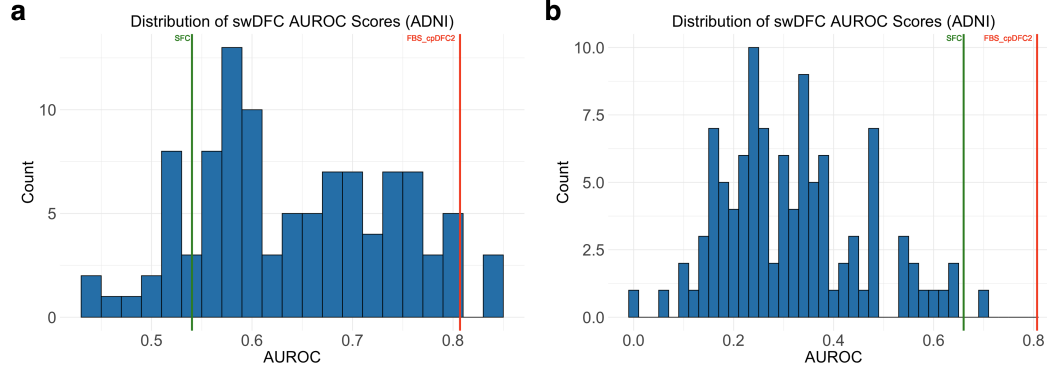 a
Distribution of swDFC AUROC Scores (ADNI)
SFC
FBS_cpDFC2
10
5
0
Count
0.5 0.6 0.7 0.8
AUROC
b
Distribution of swDFC AUROC Scores (ADNI)
SFC
FBS_cpDFC2
10.0
7.5
5.0
2.5
0.0
Count
0.0 0.2 0.4 0.6 0.8
AUROC